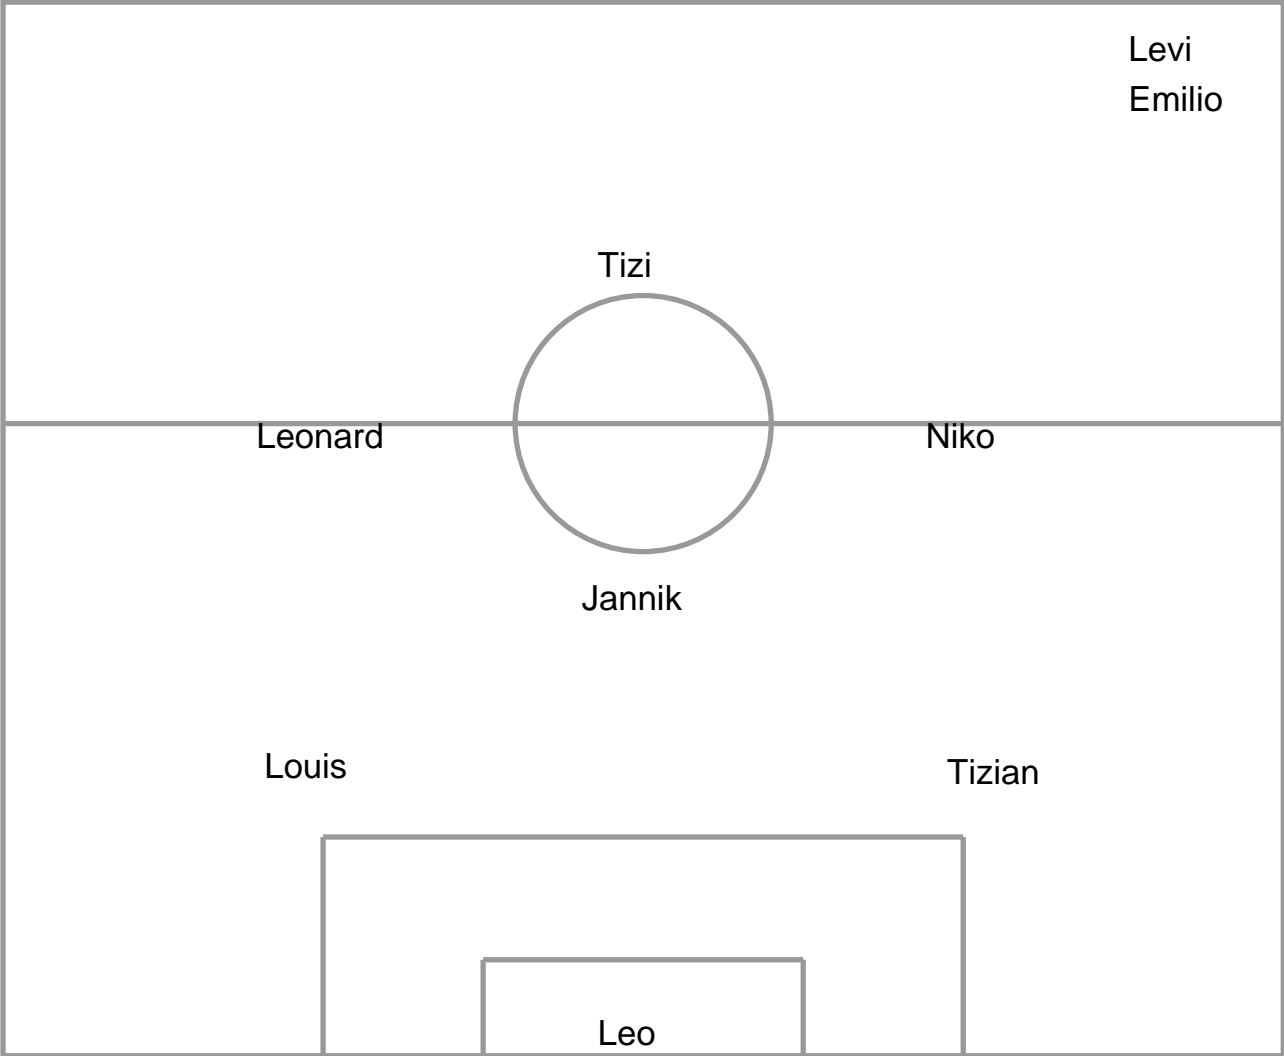 Levi
Emilio
Tizi
Leonard
Niko
Jannik
Louis
Tizian
Leo